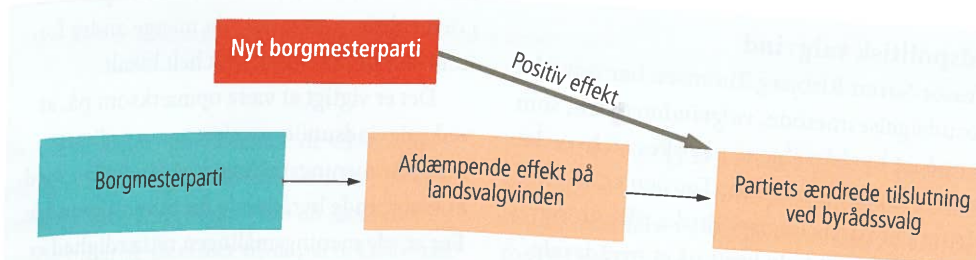 Nyt borgmesterparti
Positiv effekt
Borgmesterparti
Afdæmpende effekt på
landsvalgvinden
Partiets ændrede tilslutning
ved byrådssvalg